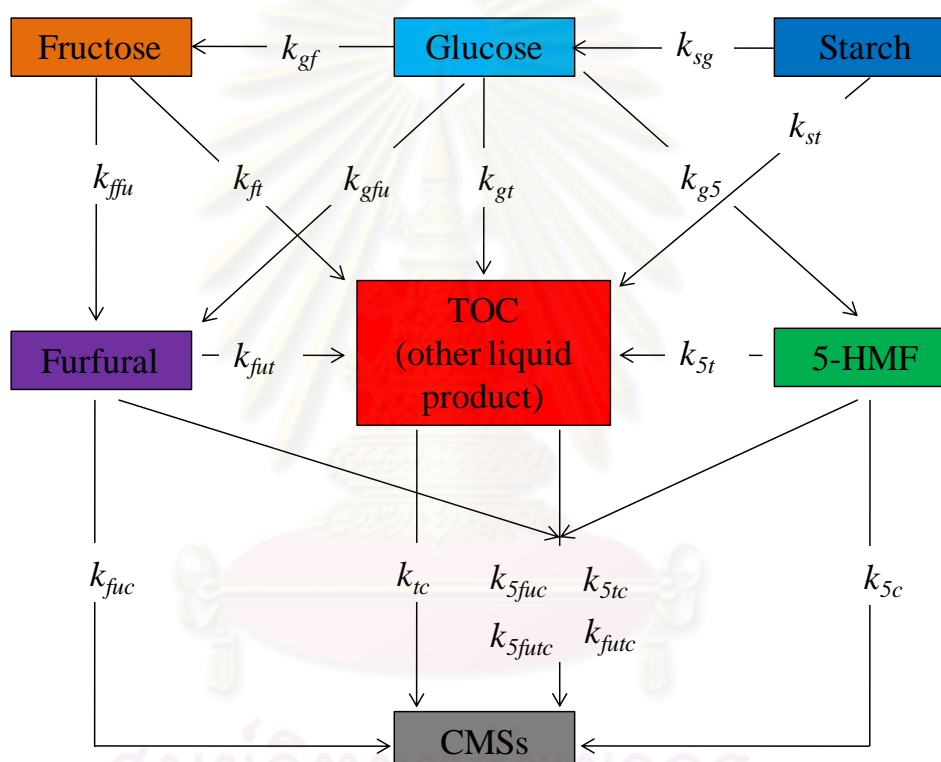 Fructose
k_gf
Glucose
k_sg
Starch
k_ffu
k_ft
k_gfu
k_gt
k_g5
k_st
Furfural
k_fut
TOC
(other liquid
product)
k_5t
5-HMF
k_fuc
k_tc
k_5fuc
k_5tc
k_5futc
k_futc
k_5c
CMSs